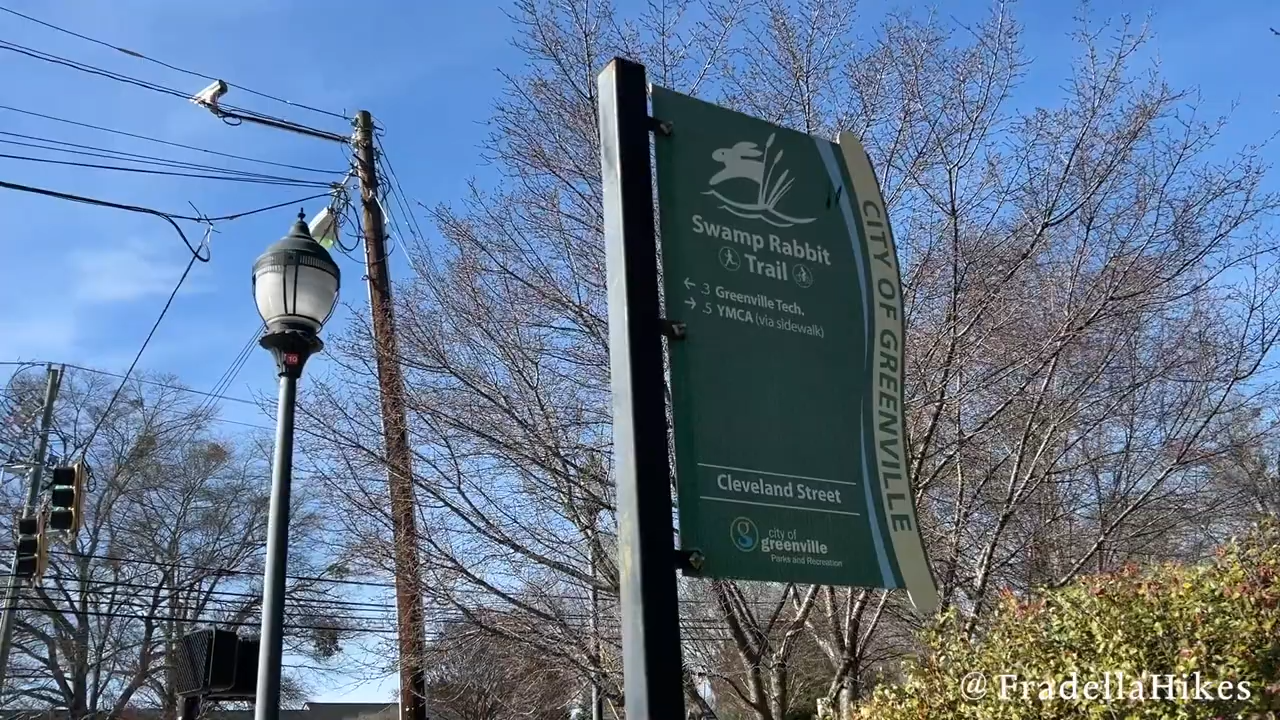 Swamp Rabbit
Trail
← .3 Greenville Tech.
→ .5 YMCA (via sidewalk)
CITY OF GREENVILLE
Cleveland Street
g
city of
greenville
Parks and Recreation
10
@FradellaHikes